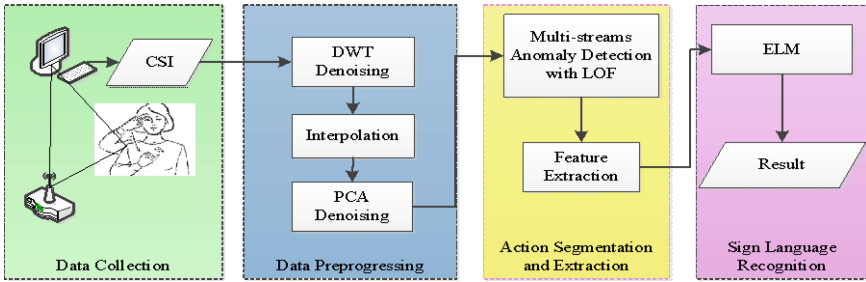 CSI
Data Collection
DWT
Denoising
Interpolation
PCA
Denoising
Data Preprogressing
Multi-streams
Anomaly Detection
with LOF
Feature
Extraction
Action Segmentation
and Extraction
ELM
Result
Sign Language
Recognition